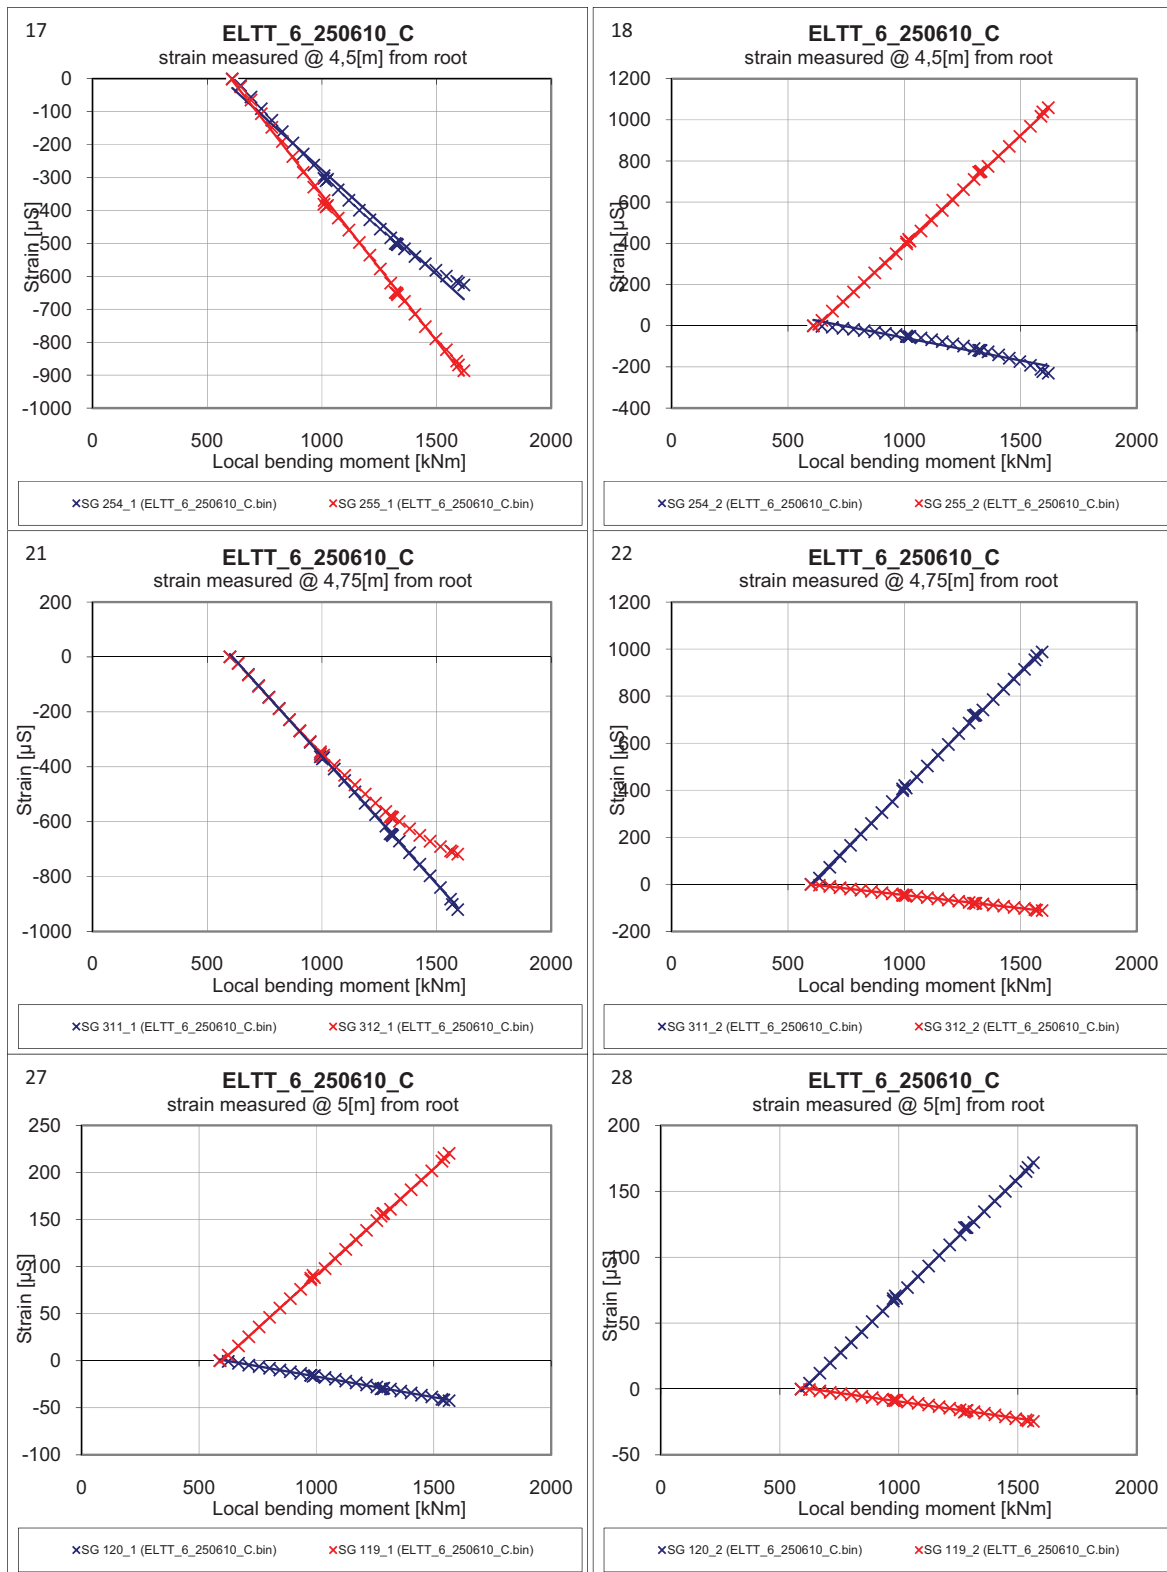 17
ELTT_6_250610_C
strain measured @ 4,5[m] from root
0
-100
-200
-300
-400
-500
-600
-700
-800
-900
-1000
Strain [µS]
0 500 1000 1500 2000
Local bending moment [kNm]
SG 254_1 (ELTT_6_250610_C.bin) SG 255_1 (ELTT_6_250610_C.bin)
18
ELTT_6_250610_C
strain measured @ 4,5[m] from root
1200
1000
800
600
400
200
0
-200
-400
Strain [µS]
0 500 1000 1500 2000
Local bending moment [kNm]
SG 254_2 (ELTT_6_250610_C.bin) SG 255_2 (ELTT_6_250610_C.bin)
21
ELTT_6_250610_C
strain measured @ 4,75[m] from root
200
0
-200
-400
-600
-800
-1000
Strain [µS]
0 500 1000 1500 2000
Local bending moment [kNm]
SG 311_1 (ELTT_6_250610_C.bin) SG 312_1 (ELTT_6_250610_C.bin)
22
ELTT_6_250610_C
strain measured @ 4,75[m] from root
1200
1000
800
600
400
200
0
-200
Strain [µS]
0 500 1000 1500 2000
Local bending moment [kNm]
SG 311_2 (ELTT_6_250610_C.bin) SG 312_2 (ELTT_6_250610_C.bin)
27
ELTT_6_250610_C
strain measured @ 5[m] from root
250
200
150
100
50
0
-50
-100
Strain [µS]
0 500 1000 1500 2000
Local bending moment [kNm]
SG 120_1 (ELTT_6_250610_C.bin) SG 119_1 (ELTT_6_250610_C.bin)
28
ELTT_6_250610_C
strain measured @ 5[m] from root
200
150
100
50
0
-50
Strain [µS]
0 500 1000 1500 2000
Local bending moment [kNm]
SG 120_2 (ELTT_6_250610_C.bin) SG 119_2 (ELTT_6_250610_C.bin)